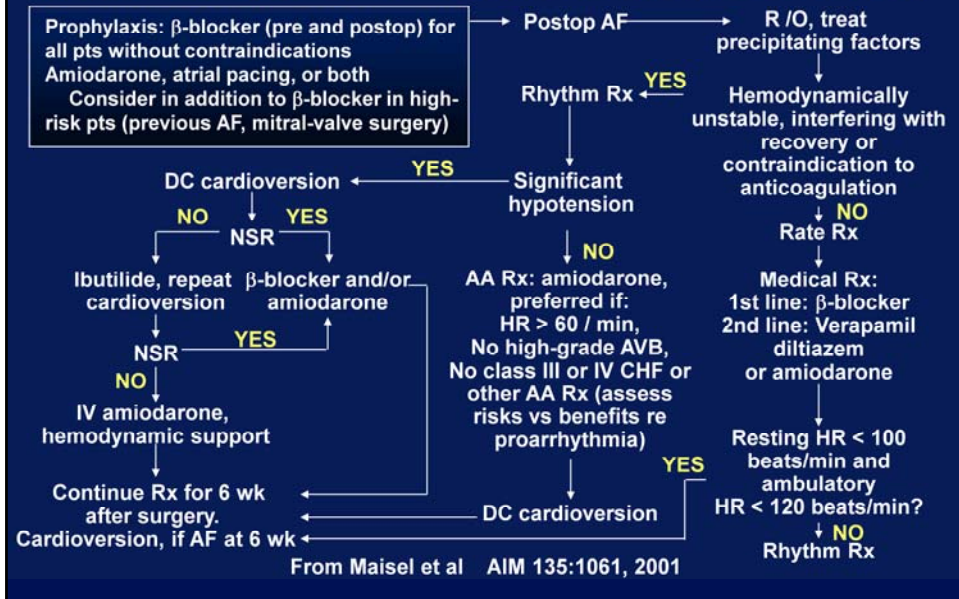 Prophylaxis: β-blocker (pre and postop) for
all pts without contraindications
Amiodarone, atrial pacing, or both
Consider in addition to β-blocker in high-
risk pts (previous AF, mitral-valve surgery)
Postop AF
R /O, treat
precipitating factors
YES
Rhythm Rx
Hemodynamically
unstable, interfering with
recovery or
contraindication to
anticoagulation
NO
Rate Rx
Medical Rx:
1st line: β-blocker
2nd line: Verapamil
diltiazem
or amiodarone
Resting HR < 100
beats/min and
ambulatory
HR < 120 beats/min?
YES
NO
Rhythm Rx
Significant
hypotension
YES
DC cardioversion
NO
AA Rx: amiodarone,
preferred if:
HR > 60 / min,
No high-grade AVB,
No class III or IV CHF or
other AA Rx (assess
risks vs benefits re
proarrhythmia)
DC cardioversion
NO
YES
NSR
Ibutilide, repeat
cardioversion
β-blocker and/or
amiodarone
NSR
YES
NO
IV amiodarone,
hemodynamic support
Continue Rx for 6 wk
after surgery.
Cardioversion, if AF at 6 wk
From Maisel et al AIM 135:1061, 2001